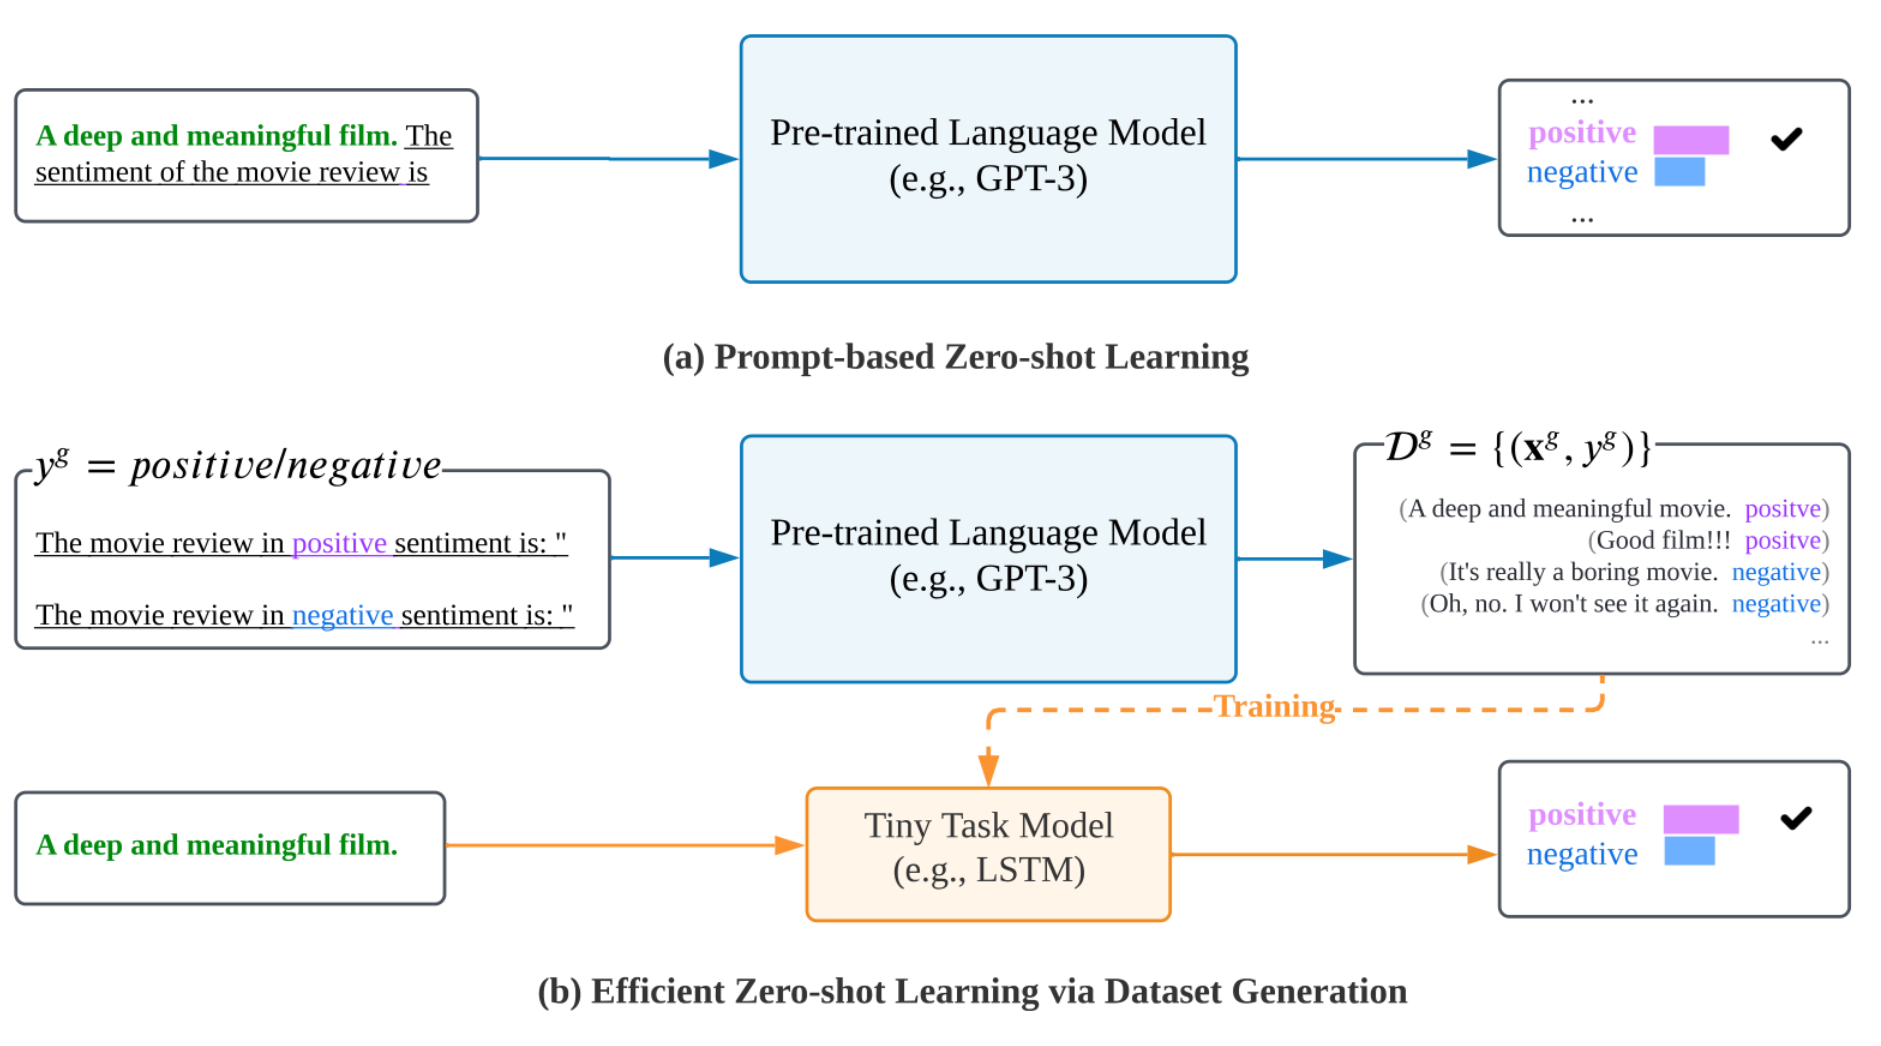 A deep and meaningful film. The
sentiment of the movie review is
Pre-trained Language Model
(e.g., GPT-3)
...
positive
negative
...
(a) Prompt-based Zero-shot Learning
y^g = positive/negative
The movie review in positive sentiment is: "
The movie review in negative sentiment is: "
Pre-trained Language Model
(e.g., GPT-3)
𝒟^g = {(x^g, y^g)}
(A deep and meaningful movie. positve)
(Good film!!! positve)
(It's really a boring movie. negative)
(Oh, no. I won't see it again. negative)
...
Training
A deep and meaningful film.
Tiny Task Model
(e.g., LSTM)
positive
negative
(b) Efficient Zero-shot Learning via Dataset Generation